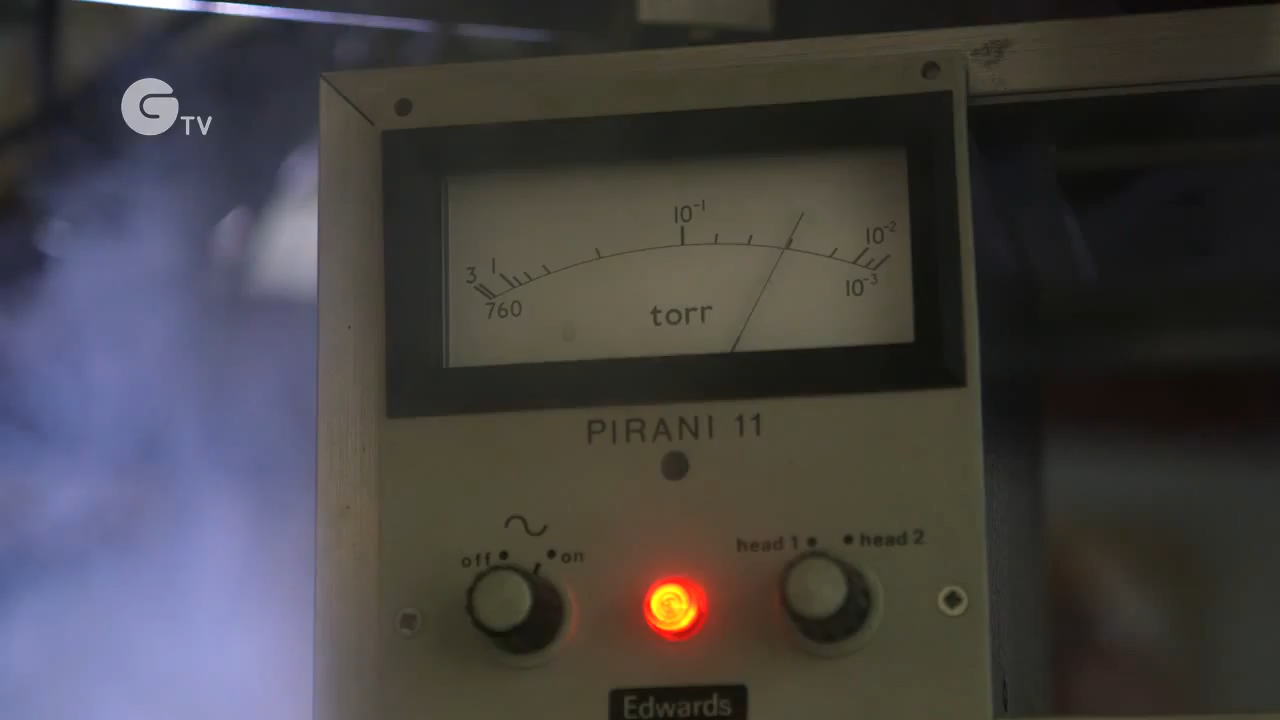 G TV
10⁻¹
10⁻²
3 1
760
10⁻³
torr
PIRANI 11
off on
head 1 head 2
Edwards